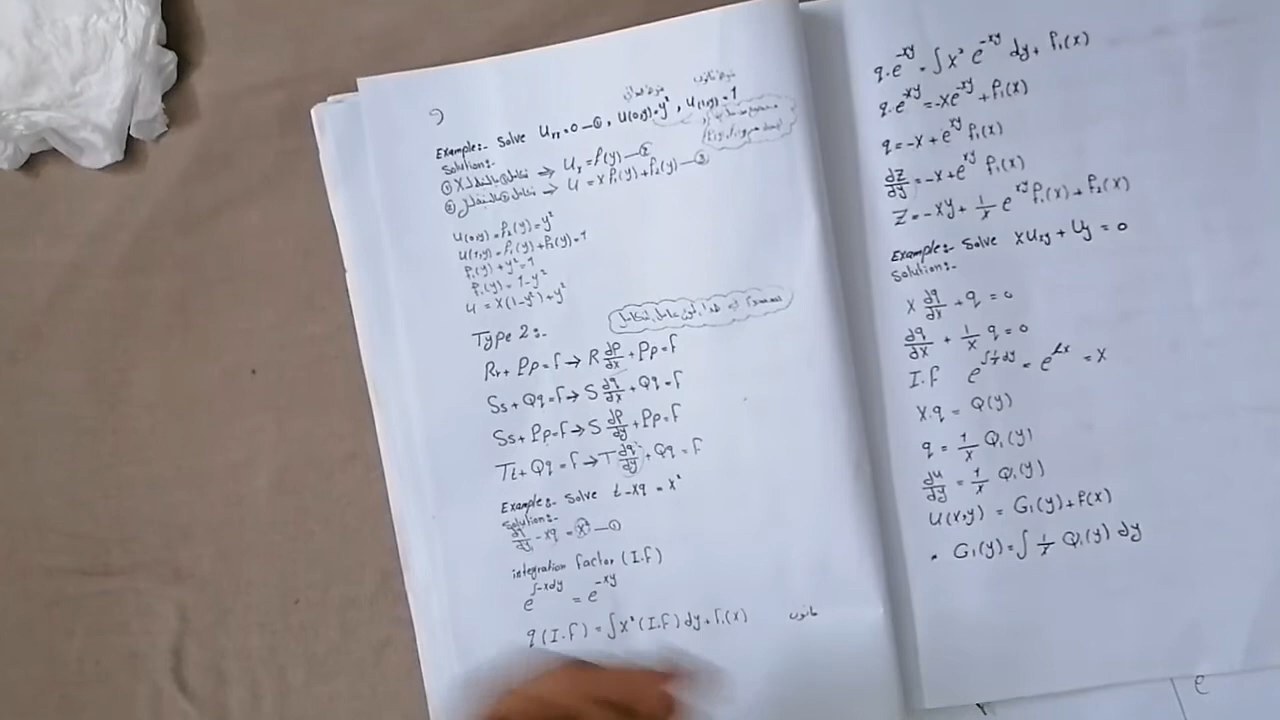 Example:- Solve Uxx=0-①, U(0,y)=y², U(1,y)=1
Solution:-
⇒ Ux=f(y)-②
⇒ U=xf₁(y)+f₂(y)-③
U(0,y)=f₂(y)=y²
U(1,y)=f₁(y)+f₂(y)=1
f₁(y)+y²=1
f₁(y)=1-y²
U=x(1-y²)+y²
Type 2:-
Rr+Pp=f→R dp/dx+Pp=f
Ss+Qq=f→S dq/dx+Qq=f
Ss+Pp=f→S dp/dy+Pp=f
Tt+Qq=f→T dq/dy+Qq=f
Example:- Solve t-xq=x²
Solution:-
dq/dy-xq=x²-①
integration factor (I.F)
e^∫-xdy = e^-xy
q(I.F)=∫x²(I.F)dy+f₁(x)
q.e^-xy=∫x² e^-xy dy+f₁(x)
q.e^-xy=-xe^-xy+f₁(x)
q=-x+e^xy f₁(x)
dz/dy=-x+e^xy f₁(x)
Z=-xy+1/x e^xy f₁(x)+f₂(x)
Example:- Solve xUxy+Uy=0
Solution:-
x dq/dx+q=0
dq/dx+1/x q=0
I.F e^∫1/x dy = e^Lx = x
x.q=Q(y)
q=1/x Q₁(y)
du/dy=1/x Q₁(y)
U(x,y)=G₁(y)+f(x)
. G₁(y)=∫1/x Q₁(y)dy